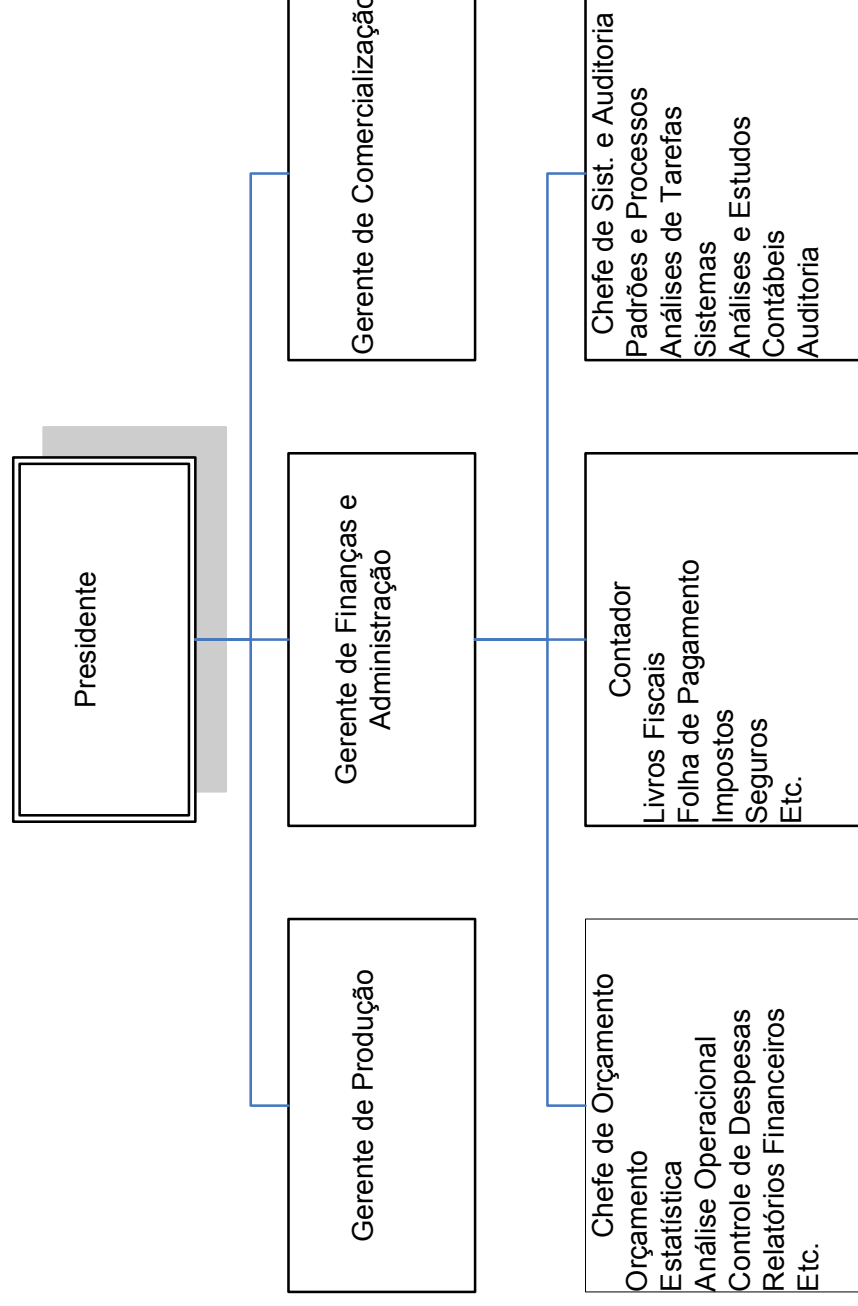 Presidente
Gerente de Produção
Gerente de Finanças e
Administração
Gerente de Comercialização
Chefe de Orçamento
Orçamento
Estatística
Análise Operacional
Controle de Despesas
Relatórios Financeiros
Etc.
Contador
Livros Fiscais
Folha de Pagamento
Impostos
Seguros
Etc.
Chefe de Sist. e Auditoria
Padrões e Processos
Análises de Tarefas
Sistemas
Análises e Estudos
Contábeis
Auditoria